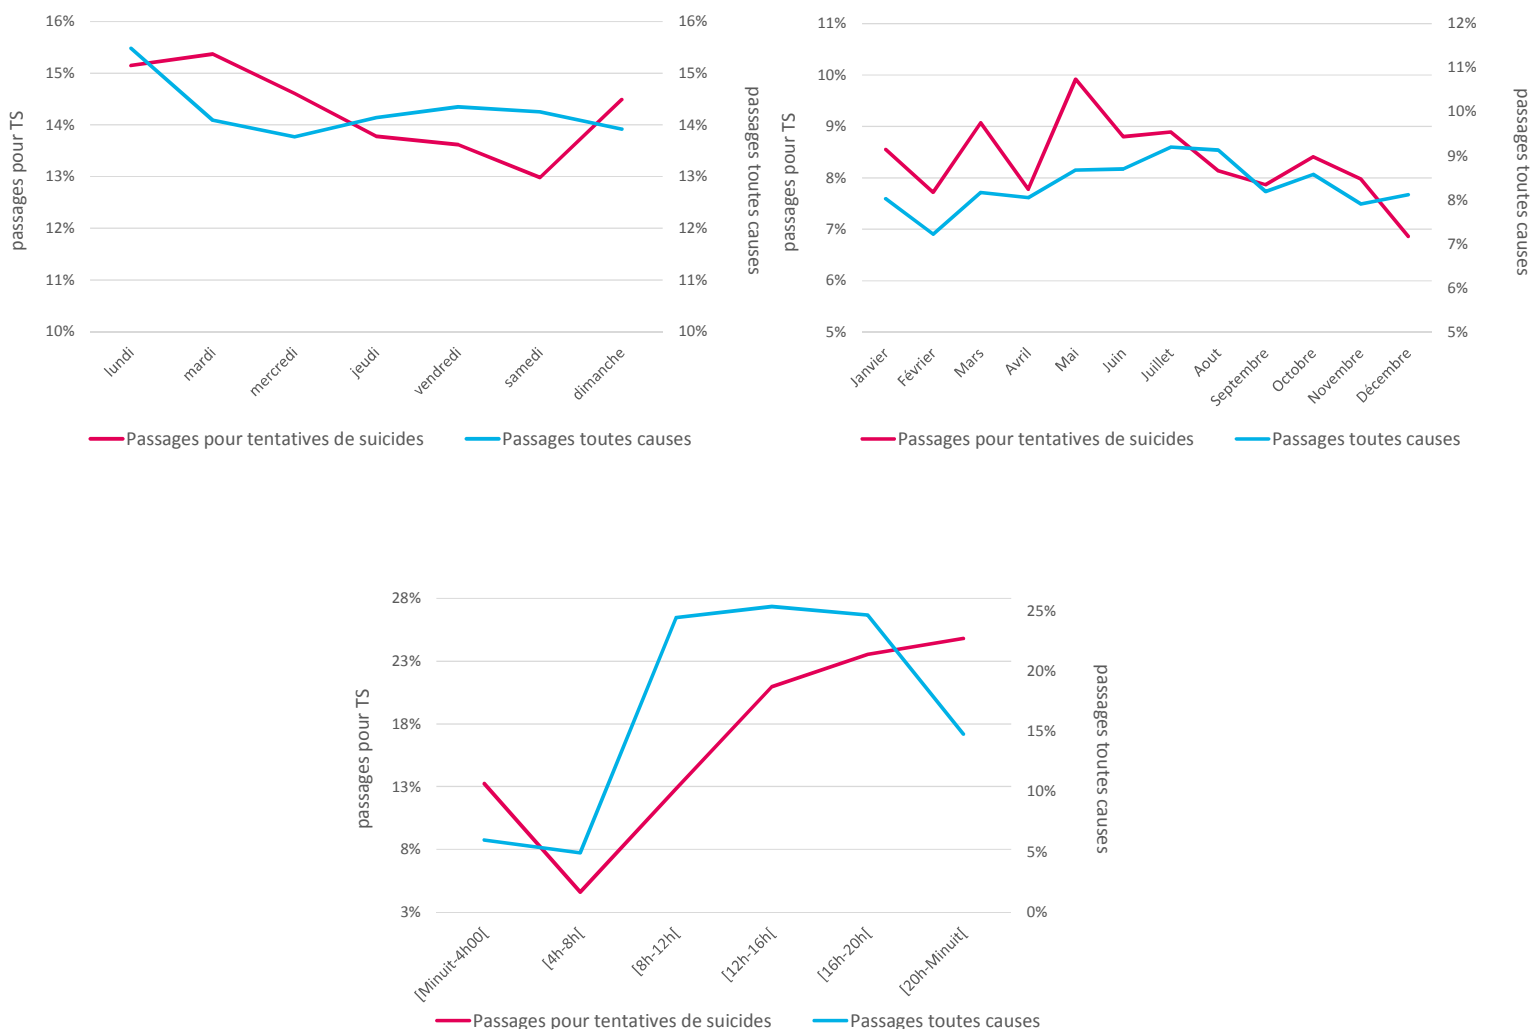 16%
15%
14%
13%
12%
11%
10%
passages pour TS
16%
15%
14%
13%
12%
11%
10%
passages toutes causes
lundi
mardi
mercredi
jeudi
vendredi
samedi
dimanche
Passages pour tentatives de suicides
Passages toutes causes
11%
10%
9%
8%
7%
6%
5%
passages pour TS
12%
11%
10%
9%
8%
7%
6%
5%
passages toutes causes
Janvier
Février
Mars
Avril
Mai
Juin
Juillet
Aout
Septembre
Octobre
Novembre
Décembre
Passages pour tentatives de suicides
Passages toutes causes
28%
23%
18%
13%
8%
3%
passages pour TS
25%
20%
15%
10%
5%
0%
passages toutes causes
[Minuit-4h00[
[4h-8h[
[8h-12h[
[12h-16h[
[16h-20h[
[20h-Minuit[
Passages pour tentatives de suicides
Passages toutes causes